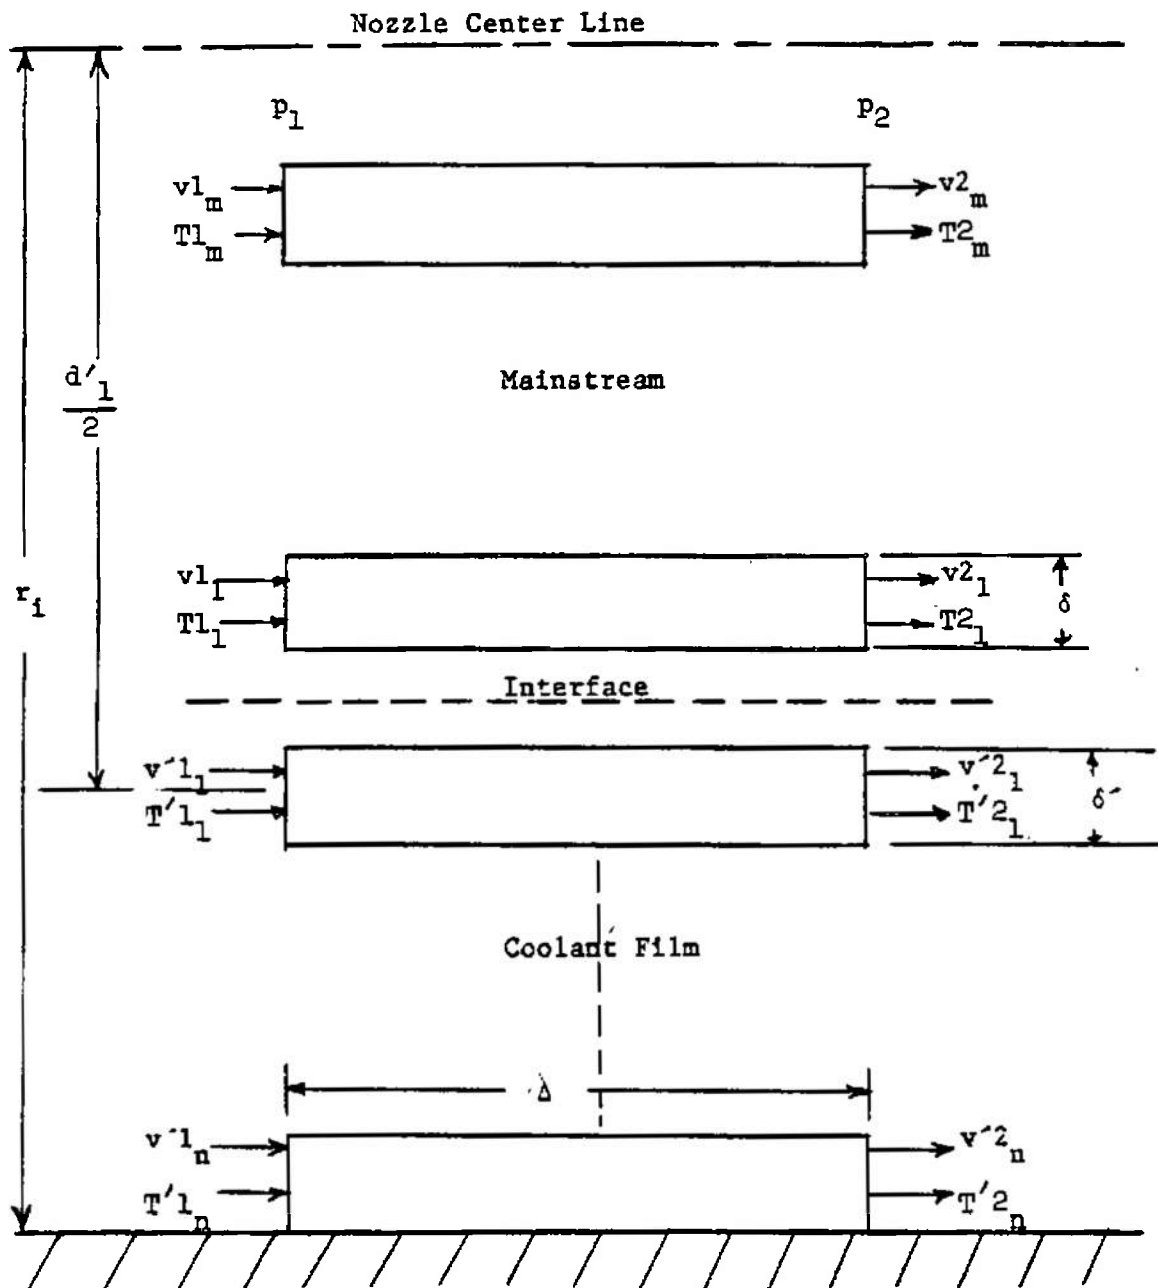 Nozzle Center Line
p1 p2
v1m v2m
T1m T2m
d′1
2
Mainstream
ri
v11 v21
T11 T21
δ
Interface
v′11 v′21
T′11 T′21
δ′
Coolant Film
Δ
v′1n v′2n
T′1n T′2n